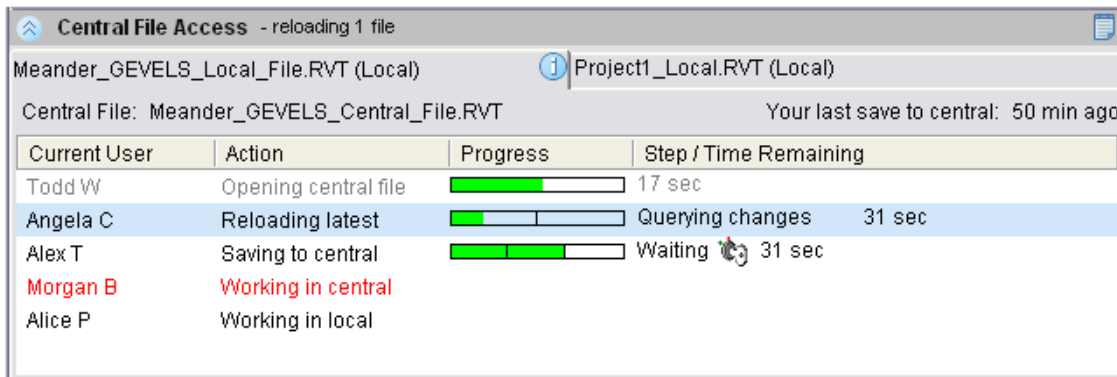 Central File Access - reloading 1 file
Meander_GEVELS_Local_File.RVT (Local) Project1_Local.RVT (Local)
Central File: Meander_GEVELS_Central_File.RVT Your last save to central: 50 min ago
Current User Action Progress Step / Time Remaining
Todd W Opening central file 17 sec
Angela C Reloading latest Querying changes 31 sec
Alex T Saving to central Waiting 31 sec
Morgan B Working in central
Alice P Working in local